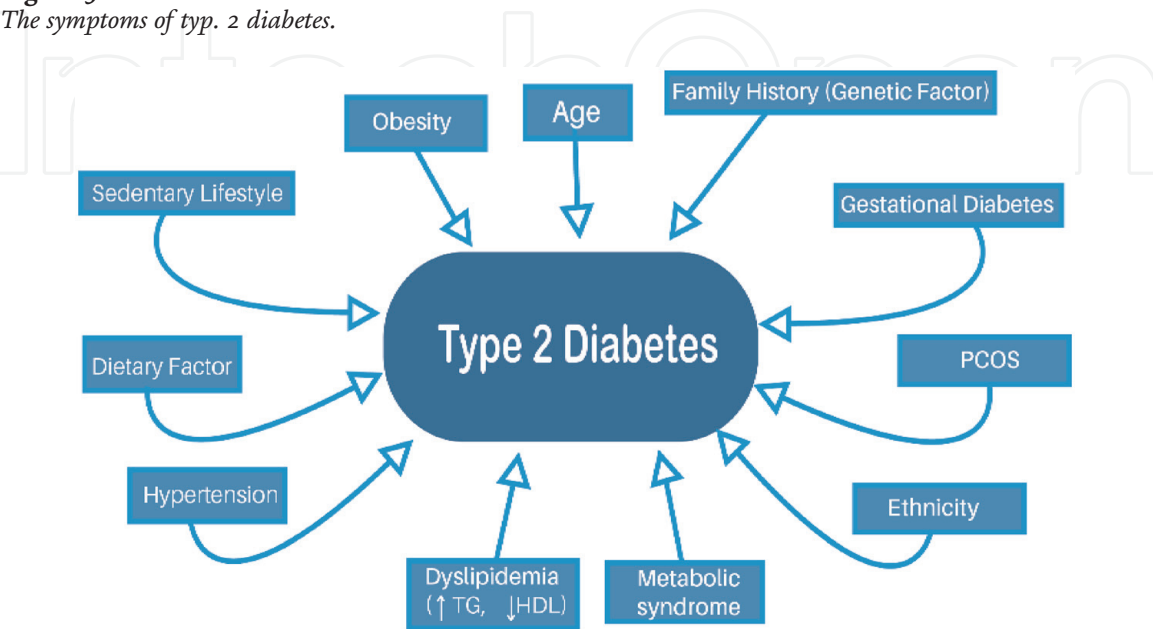 The symptoms of typ. 2 diabetes.
IntechOpen
Family History (Genetic Factor)
Age
Obesity
Sedentary Lifestyle
Gestational Diabetes
Type 2 Diabetes
Dietary Factor
PCOS
Hypertension
Ethnicity
Dyslipidemia
(↑ TG, ↓HDL)
Metabolic
syndrome